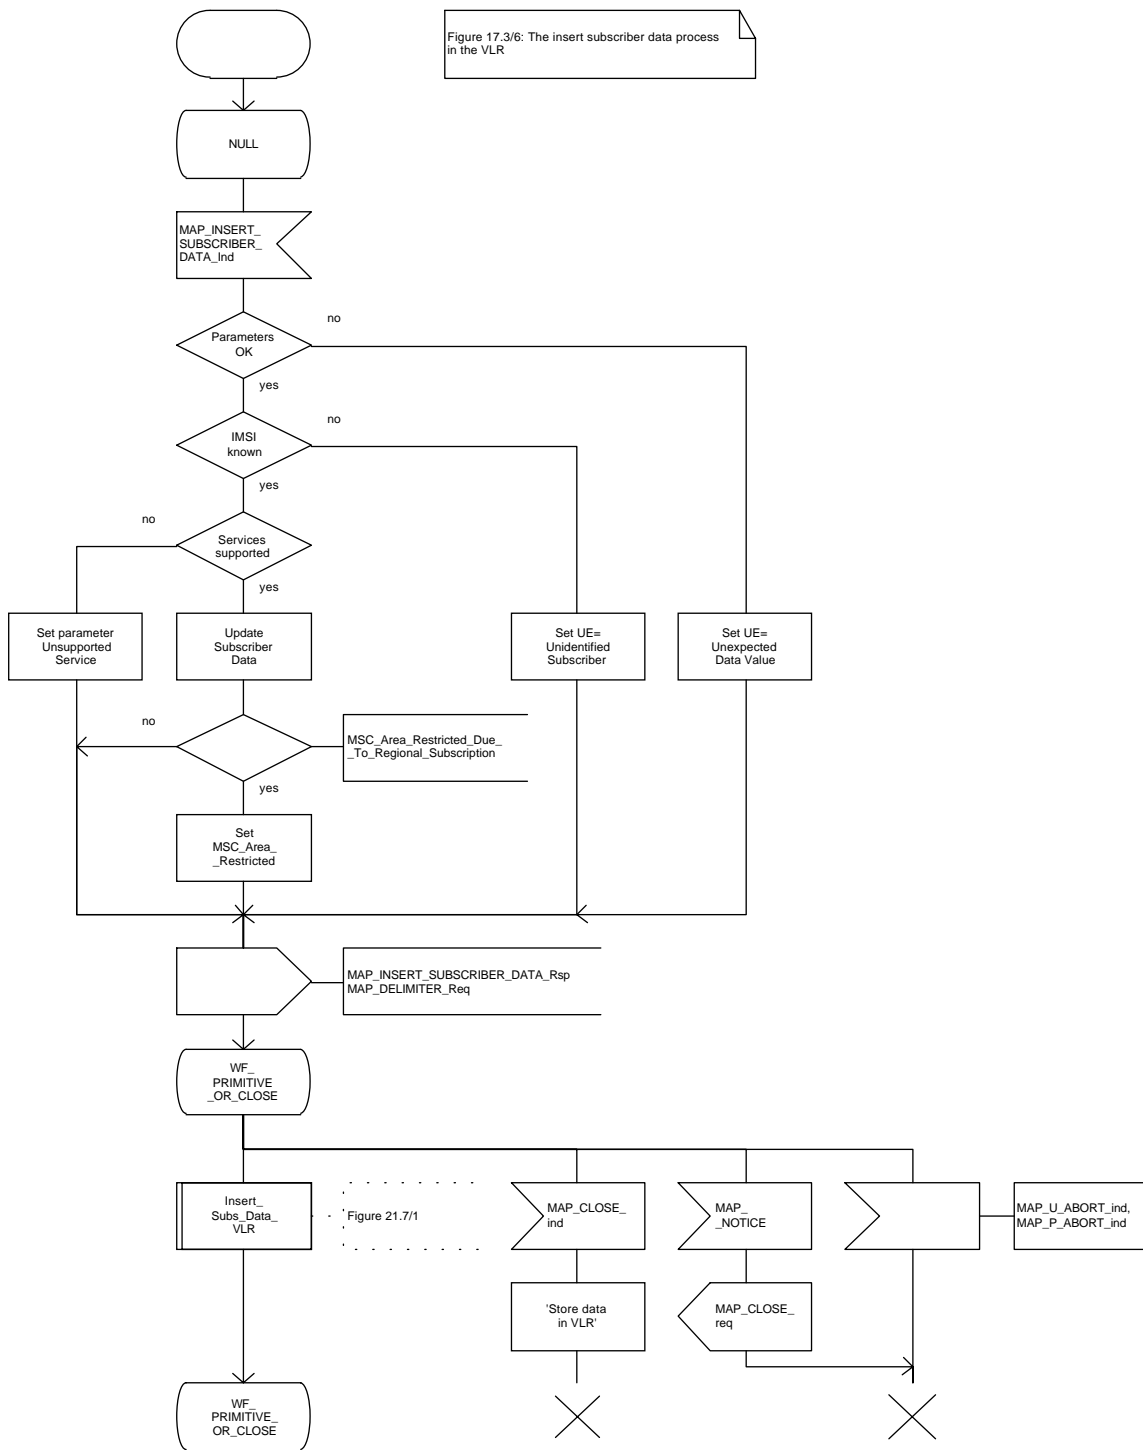 Figure 17.3/6: The insert subscriber data process
in the VLR
NULL
MAP_INSERT_
SUBSCRIBER_
DATA_Ind
Parameters
OK
no
yes
IMSI
known
no
yes
Services
supported
no
yes
Set parameter
Unsupported
Service
Update
Subscriber
Data
Set UE=
Unidentified
Subscriber
Set UE=
Unexpected
Data Value
no
MSC_Area_Restricted_Due_
_To_Regional_Subscription
yes
Set
MSC_Area_
_Restricted
MAP_INSERT_SUBSCRIBER_DATA_Rsp
MAP_DELIMITER_Req
WF_
PRIMITIVE
_OR_CLOSE
Insert_
Subs_Data_
VLR
Figure 21.7/1
MAP_CLOSE_
ind
MAP_
_NOTICE
MAP_U_ABORT_ind,
MAP_P_ABORT_ind
'Store data
in VLR'
MAP_CLOSE_
req
WF_
PRIMITIVE_
OR_CLOSE